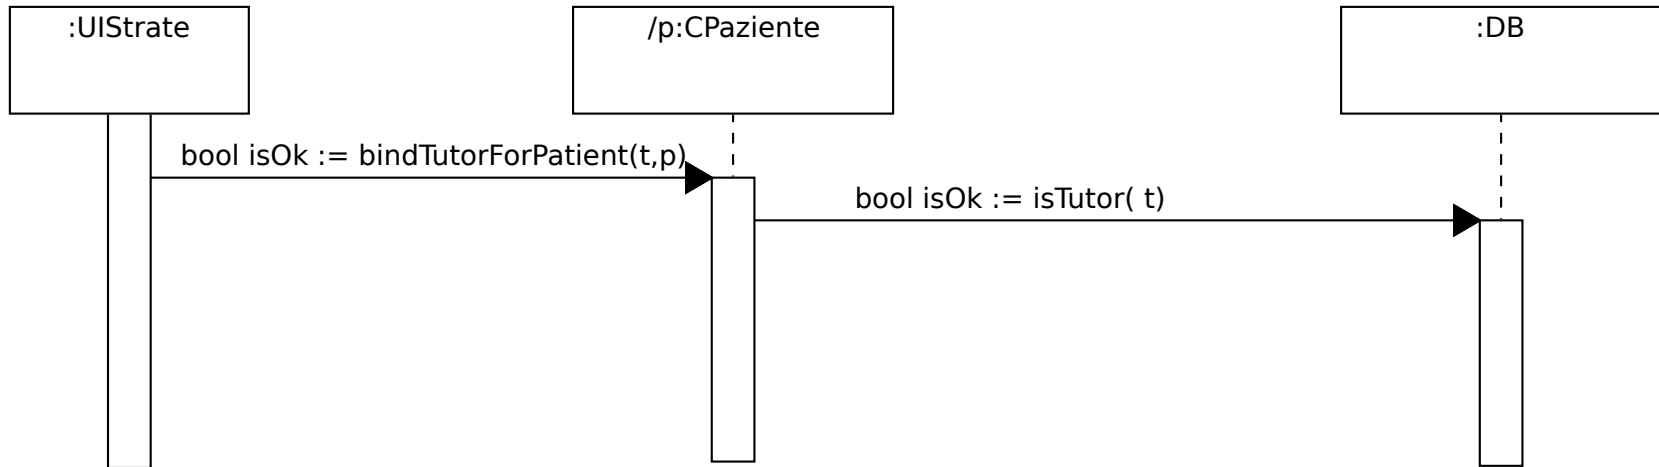 :UIStrate
/p:CPaziente
:DB
bool isOk := bindTutorForPatient(t,p)
bool isOk := isTutor( t)